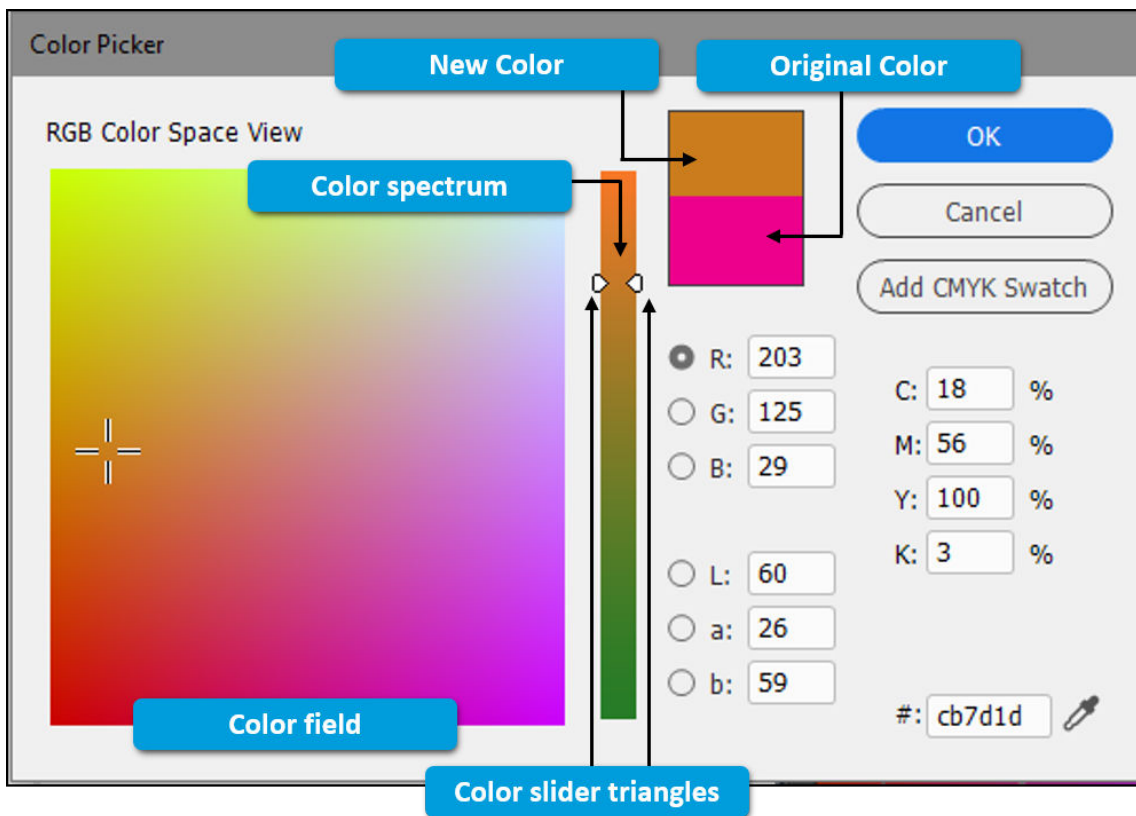 Color Picker
New Color
Original Color
RGB Color Space View
OK
Color spectrum
Cancel
Add CMYK Swatch
R: 203
G: 125
B: 29
C: 18 %
M: 56 %
Y: 100 %
K: 3 %
L: 60
a: 26
b: 59
Color field
#: cb7d1d
Color slider triangles